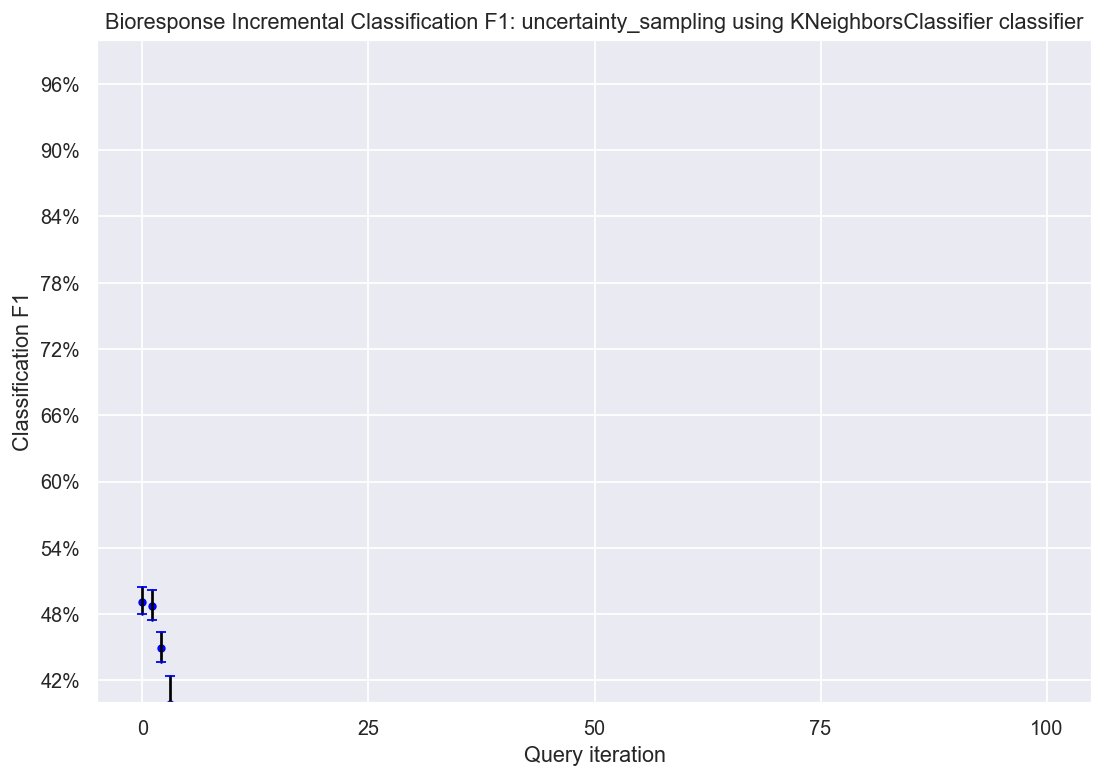 Bioresponse Incremental Classification F1: uncertainty_sampling using KNeighborsClassifier classifier
96%
90%
84%
78%
72%
66%
60%
54%
48%
42%
Classification F1
0 25 50 75 100
Query iteration